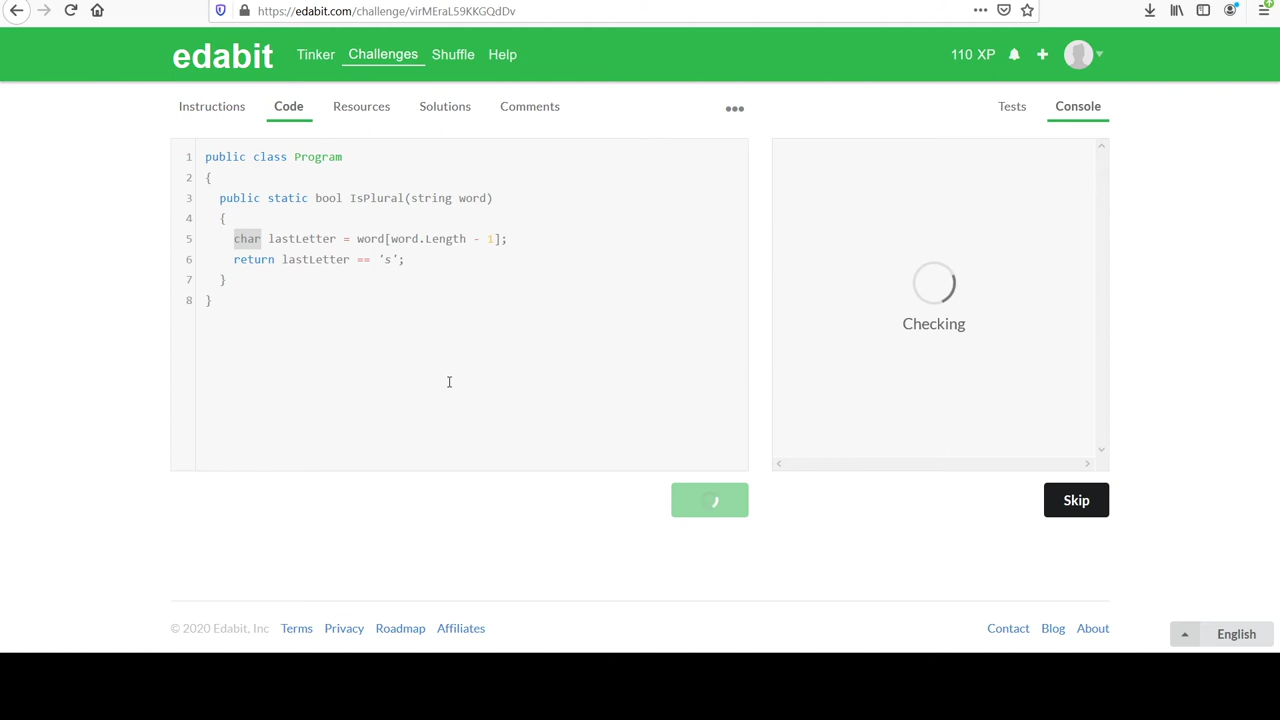 https://edabit.com/challenge/virMEraL59KKGQdDv
edabit Tinker Challenges Shuffle Help 110 XP
Instructions Code Resources Solutions Comments Tests Console
1 public class Program
2 {
3 public static bool IsPlural(string word)
4 {
5 char lastLetter = word[word.Length - 1];
6 return lastLetter == 's';
7 }
8 }
Checking
Skip
© 2020 Edabit, Inc Terms Privacy Roadmap Affiliates Contact Blog About
English